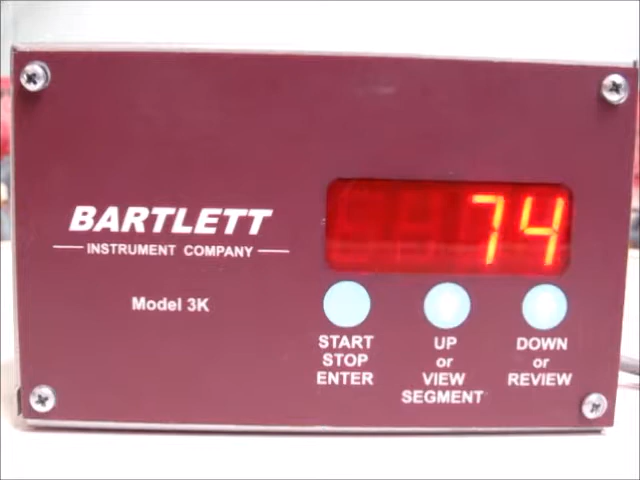 BARTLETT
INSTRUMENT COMPANY
Model 3K
74
START
STOP
ENTER
UP
or
VIEW
SEGMENT
DOWN
or
REVIEW